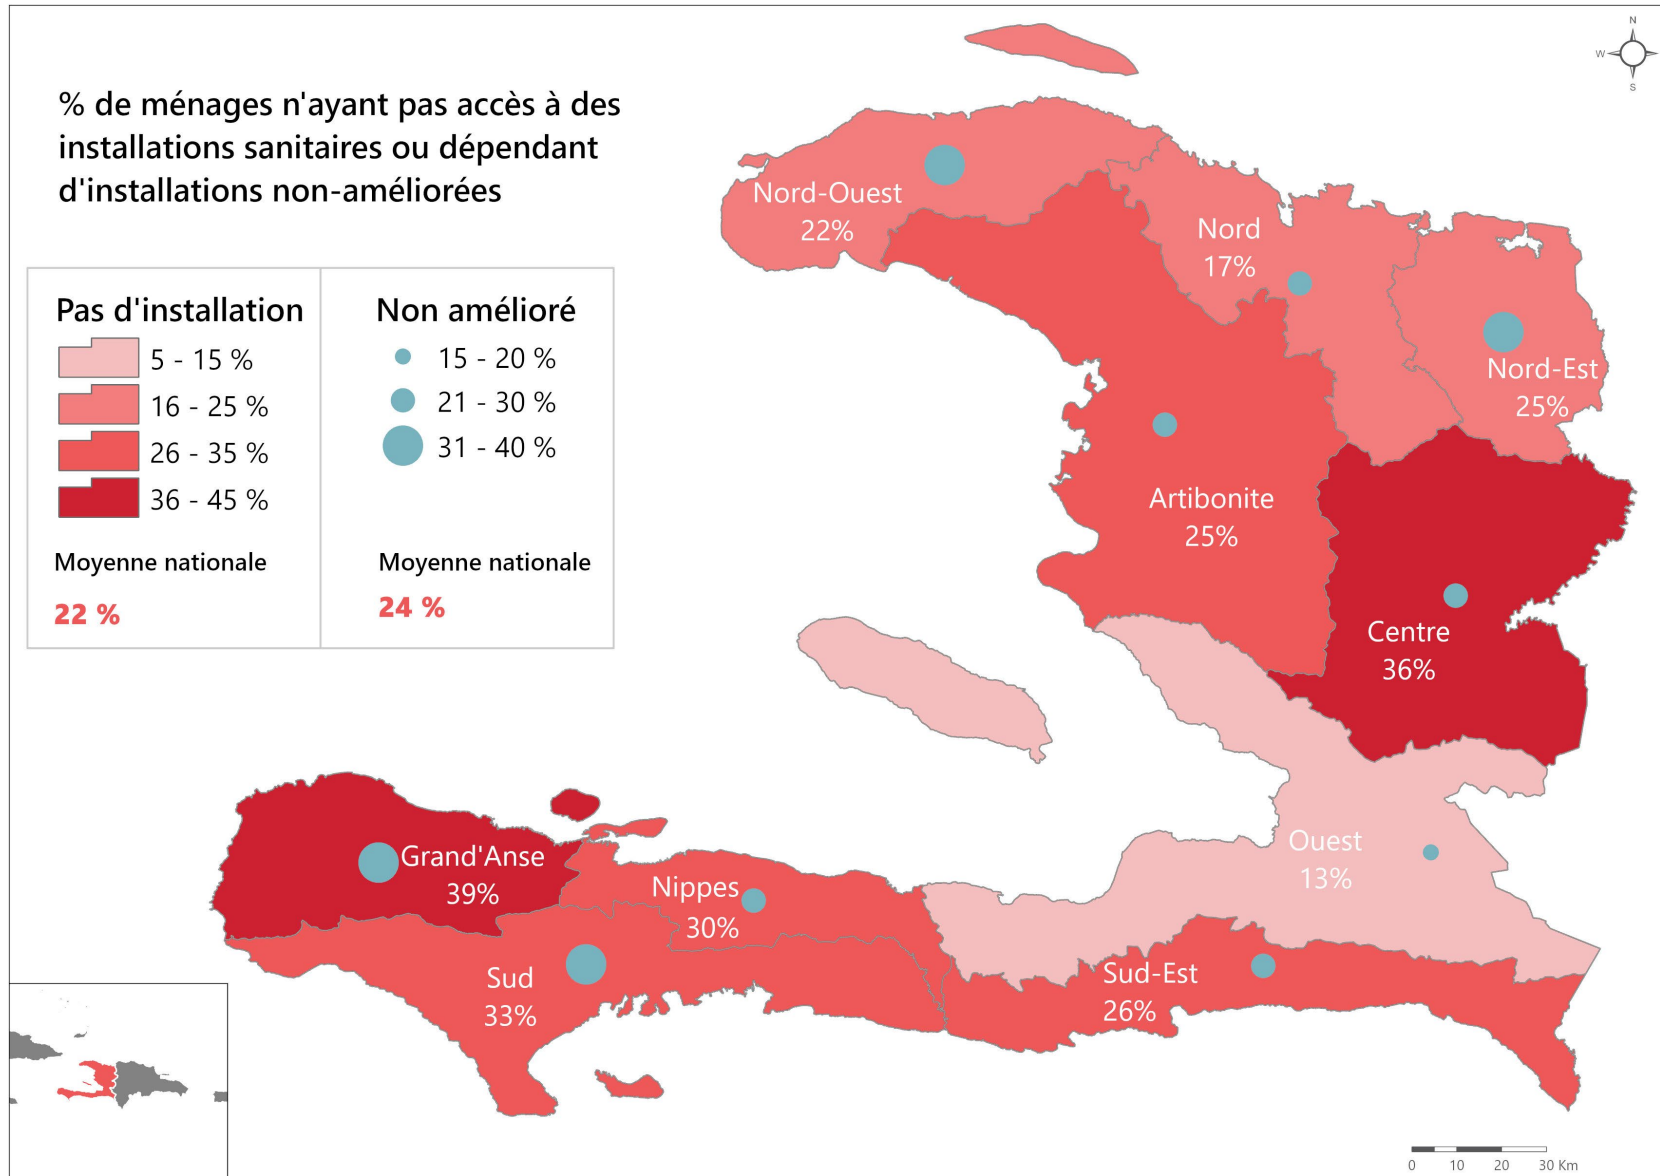 % de ménages n'ayant pas accès à des
installations sanitaires ou dépendant
d'installations non-améliorées
Pas d'installation
5 - 15 %
16 - 25 %
26 - 35 %
36 - 45 %
Moyenne nationale
22 %
Non amélioré
15 - 20 %
21 - 30 %
31 - 40 %
Moyenne nationale
24 %
N
W
S
Nord-Ouest
22%
Nord
17%
Nord-Est
25%
Artibonite
25%
Centre
36%
Ouest
13%
Grand'Anse
39%
Nippes
30%
Sud
33%
Sud-Est
26%
0 10 20 30 Km